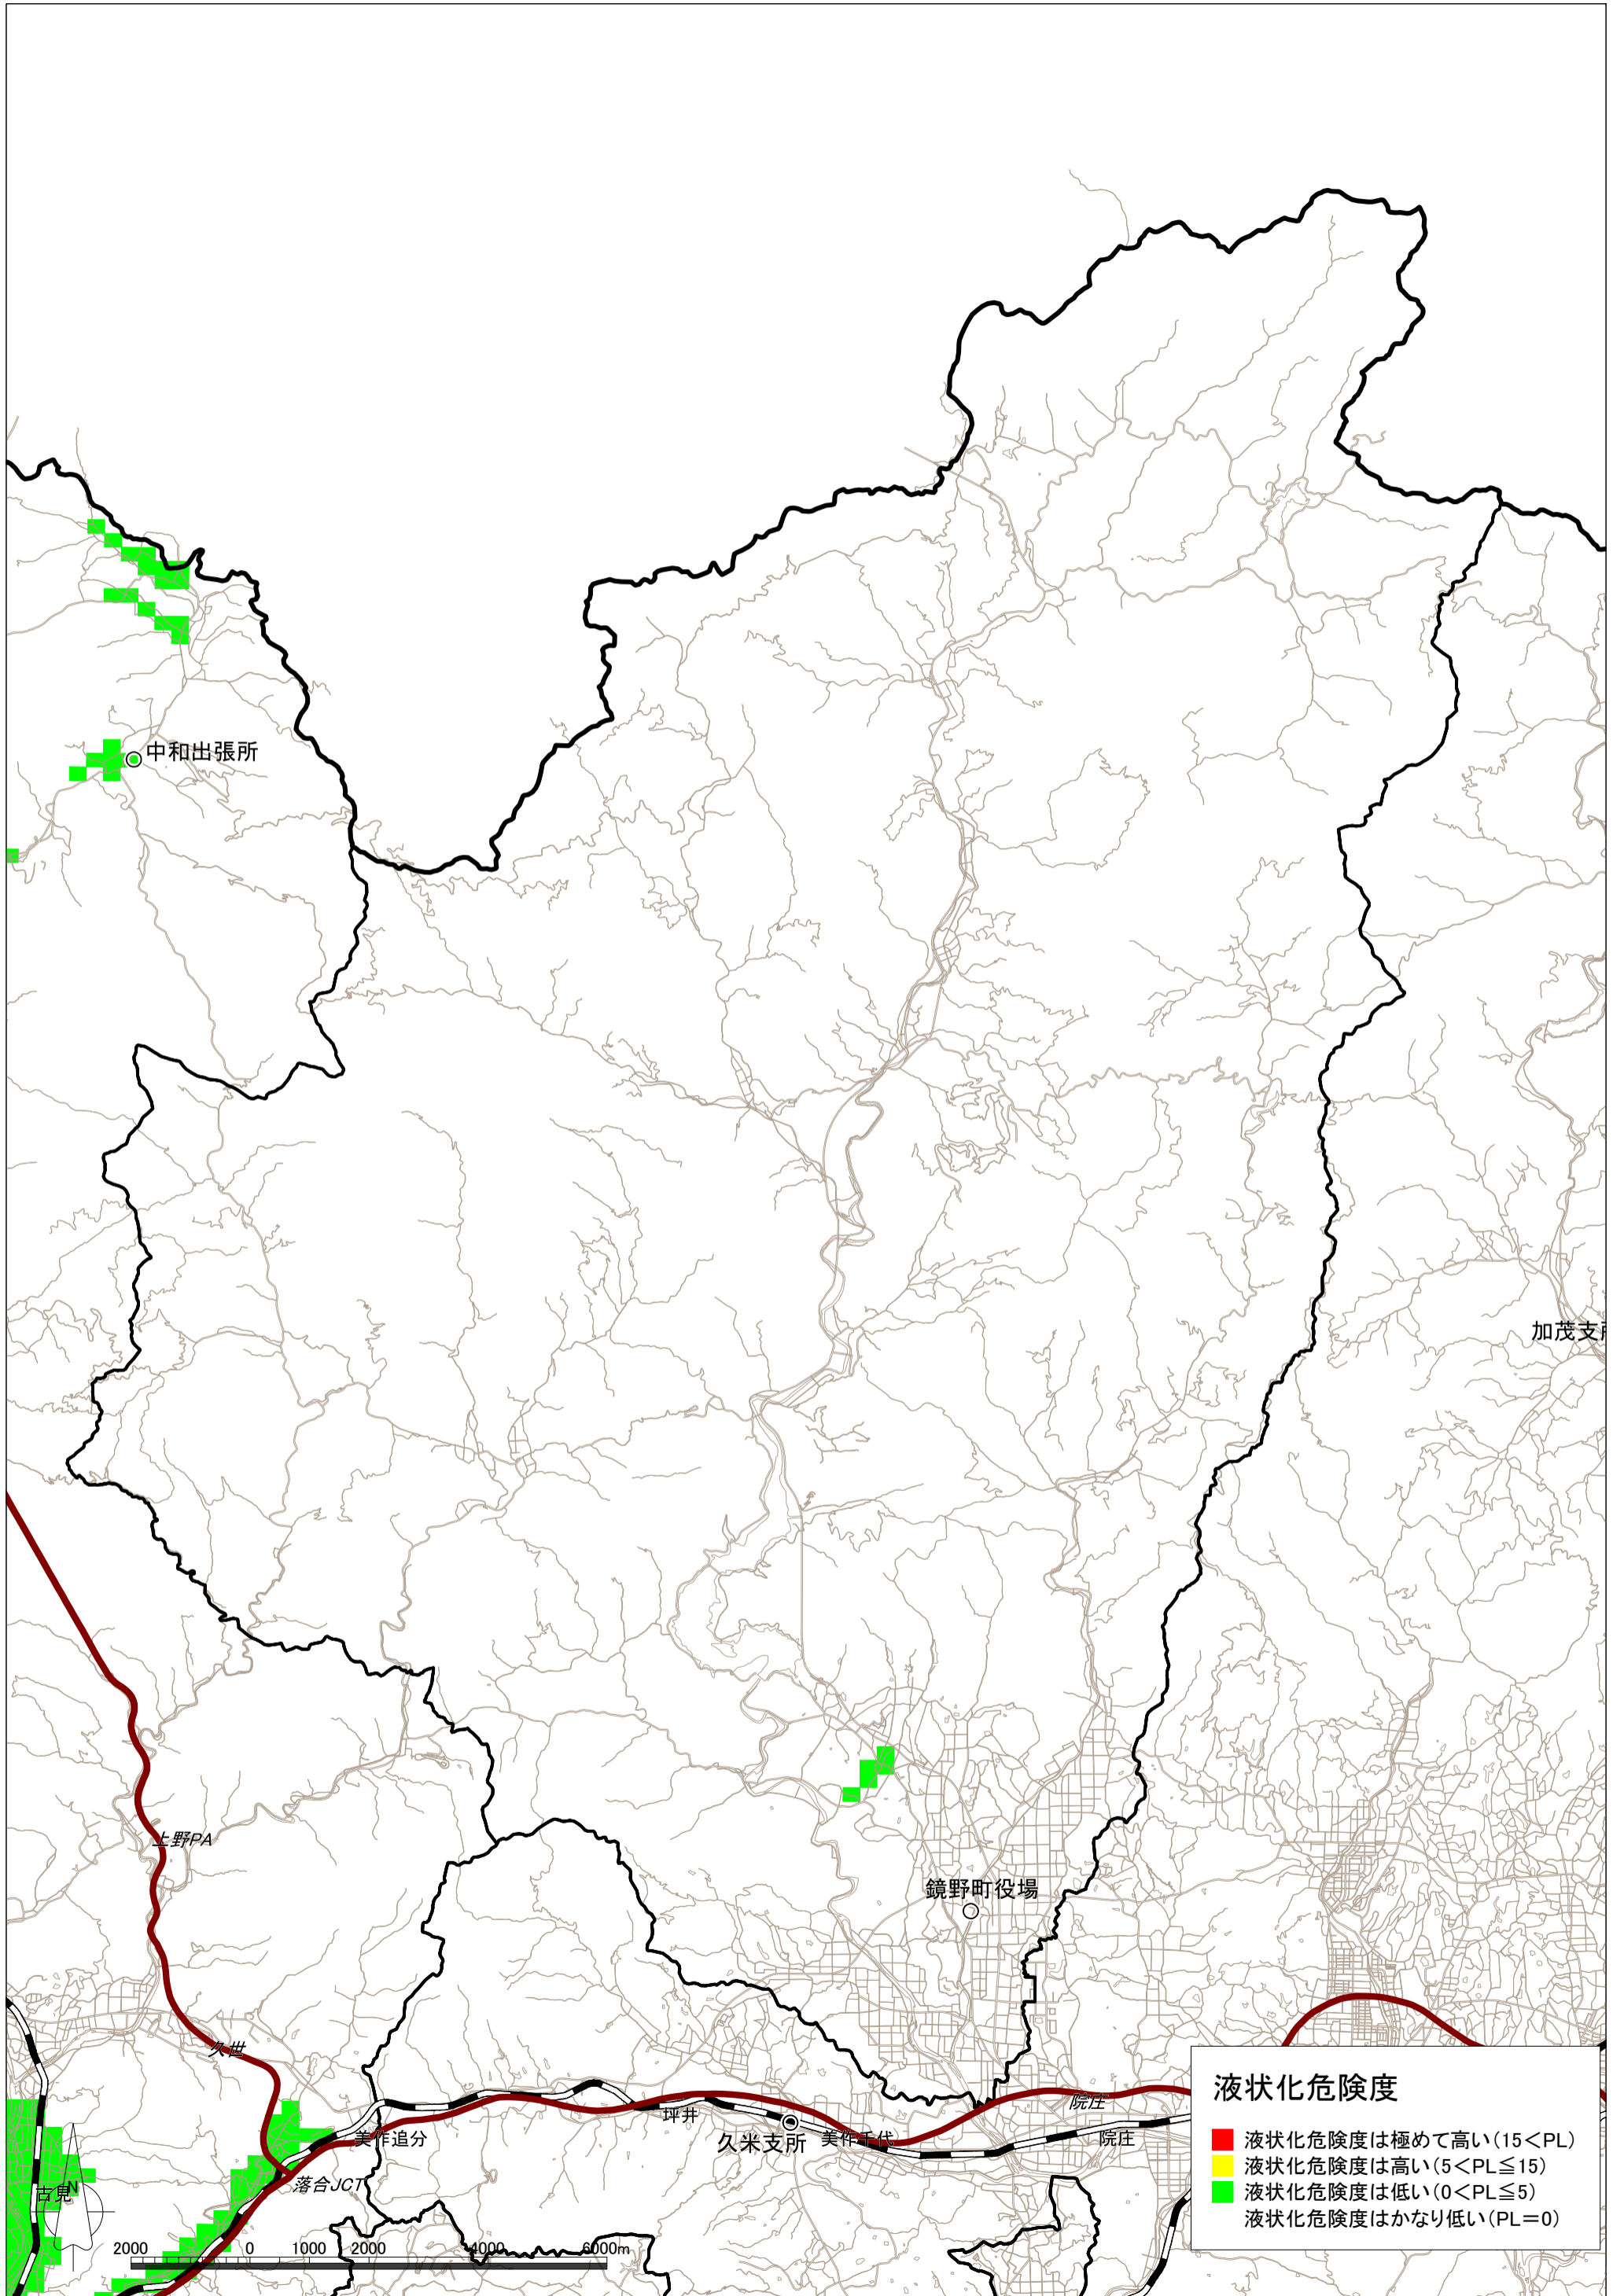 中和出張所
加茂支
上野PA
鏡野町役場
久世
院庄
坪井
久米支所
美作千代
院庄
美作追分
落合JCT
古見
N
2000 0 1000 2000 4000 6000m
液状化危険度
液状化危険度は極めて高い(15<PL)
液状化危険度は高い(5<PL≦15)
液状化危険度は低い(0<PL≦5)
液状化危険度はかなり低い(PL=0)